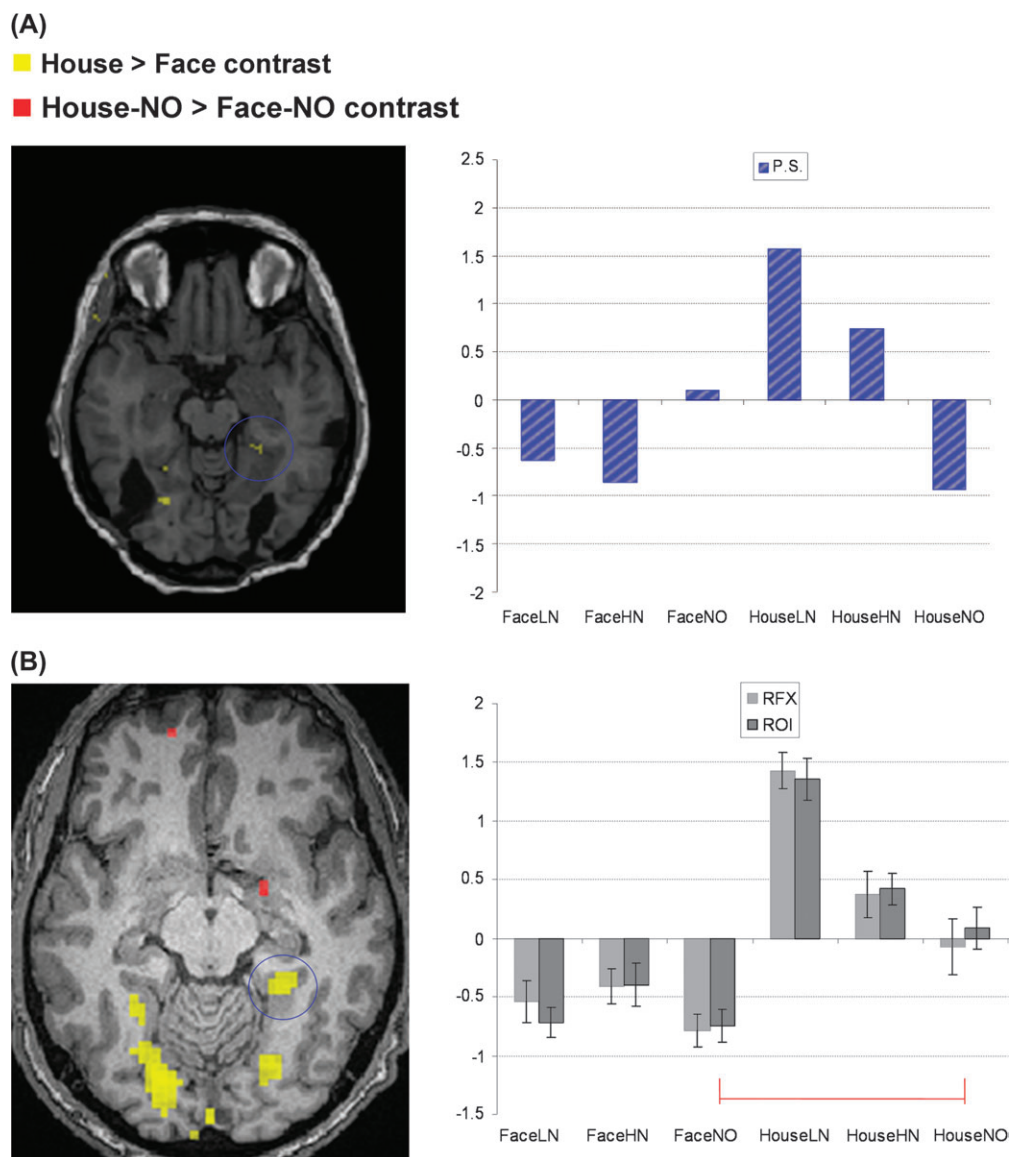 (A)
House > Face contrast
House-NO > Face-NO contrast
P.S.
2.5
2
1.5
1
0.5
0
-0.5
-1
-1.5
-2
FaceLN FaceHN FaceNO HouseLN HouseHN HouseNO
(B)
RFX
ROI
2
1.5
1
0.5
0
-0.5
-1
-1.5
FaceLN FaceHN FaceNO HouseLN HouseHN HouseNO